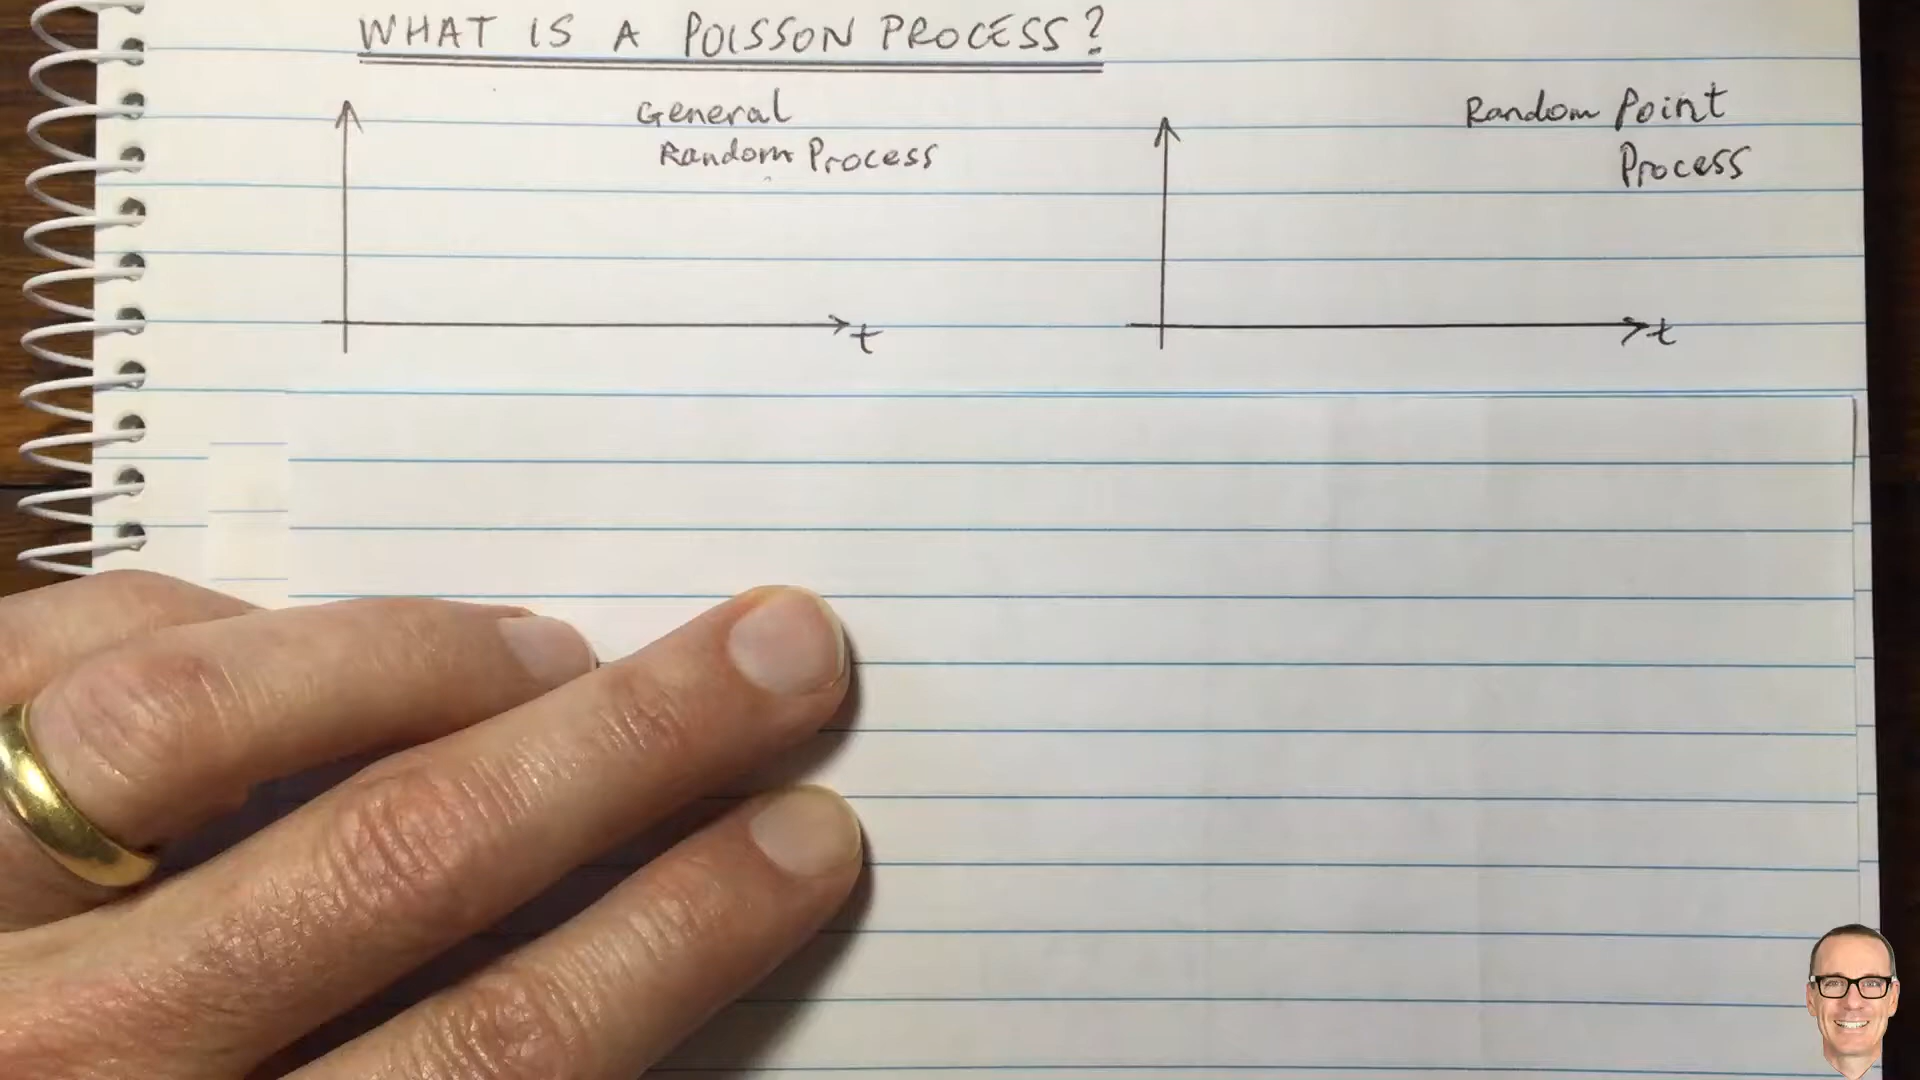 WHAT IS A POISSON PROCESS?
General
Random Process
t
Random Point
Process
t